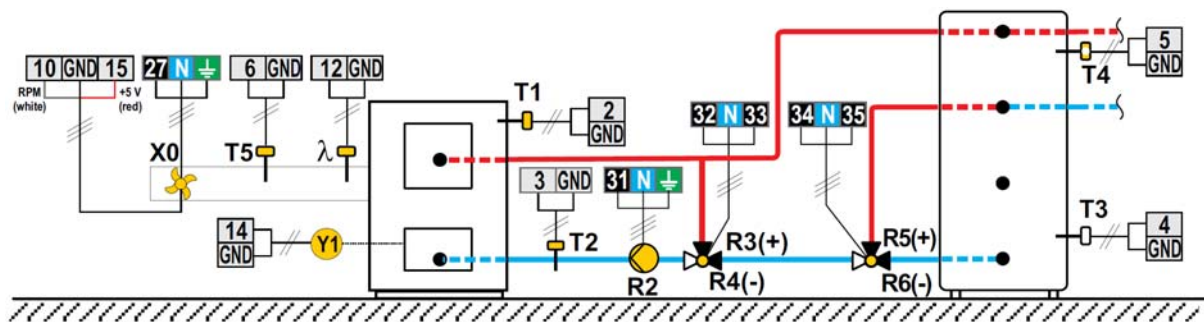 10 GND 15
RPM (white)
+5 V (red)
27 N
6 GND
12 GND
X0
T5
λ
T1
2
GND
14
GND
Y1
3 GND
T2
31 N
R2
32 N 33
R3(+)
R4(-)
34 N 35
R5(+)
R6(-)
T4
5
GND
T3
4
GND